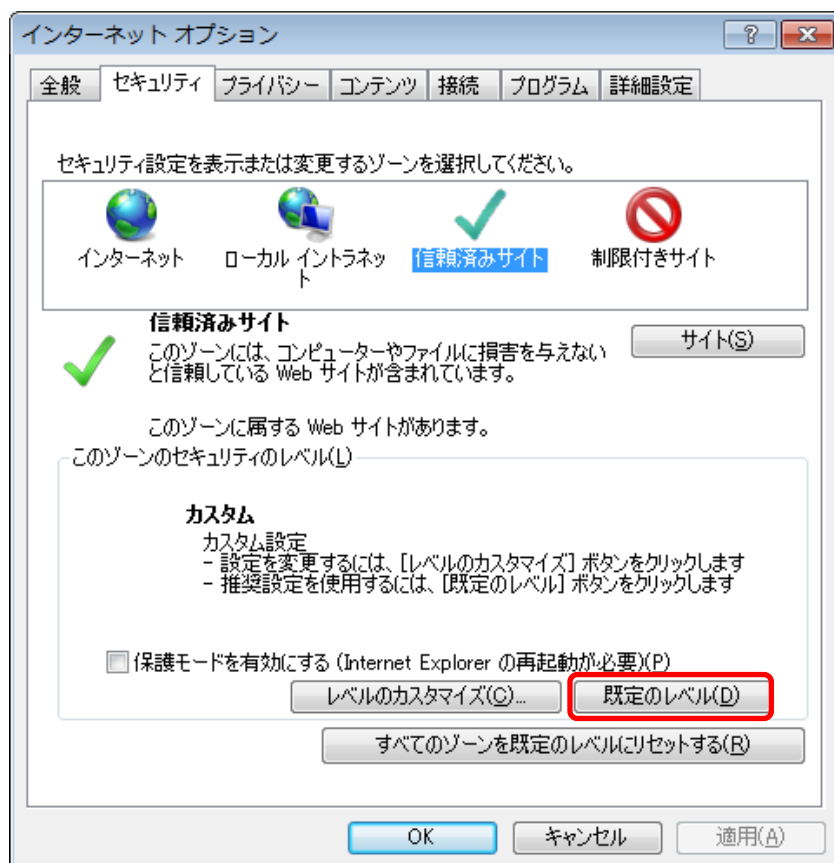 インターネット オプション
全般 セキュリティ プライバシー コンテンツ 接続 プログラム 詳細設定
セキュリティ設定を表示または変更するゾーンを選択してください。
インターネット ローカル イントラネッ 信頼済みサイト 制限付きサイト
ト
信頼済みサイト
サイト(S)
このゾーンには、コンピューターやファイルに損害を与えない
と信頼している Web サイトが含まれています。
このゾーンに属する Web サイトがあります。
このゾーンのセキュリティのレベル(L)
カスタム
カスタム設定
- 設定を変更するには、[レベルのカスタマイズ] ボタンをクリックします
- 推奨設定を使用するには、[既定のレベル] ボタンをクリックします
保護モードを有効にする (Internet Explorer の再起動が必要)(P)
レベルのカスタマイズ(C)... 既定のレベル(D)
すべてのゾーンを既定のレベルにリセットする(R)
OK キャンセル 適用(A)